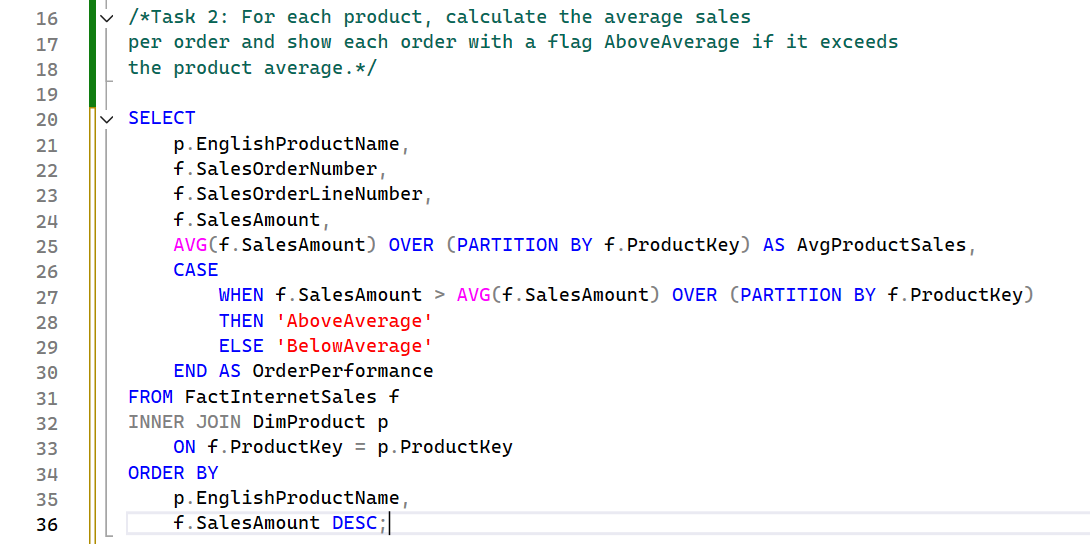 16 /*Task 2: For each product, calculate the average sales
17 per order and show each order with a flag AboveAverage if it exceeds
18 the product average.*/
19
20 SELECT
21 p.EnglishProductName,
22 f.SalesOrderNumber,
23 f.SalesOrderLineNumber,
24 f.SalesAmount,
25 AVG(f.SalesAmount) OVER (PARTITION BY f.ProductKey) AS AvgProductSales,
26 CASE
27 WHEN f.SalesAmount > AVG(f.SalesAmount) OVER (PARTITION BY f.ProductKey)
28 THEN 'AboveAverage'
29 ELSE 'BelowAverage'
30 END AS OrderPerformance
31 FROM FactInternetSales f
32 INNER JOIN DimProduct p
33 ON f.ProductKey = p.ProductKey
34 ORDER BY
35 p.EnglishProductName,
36 f.SalesAmount DESC;